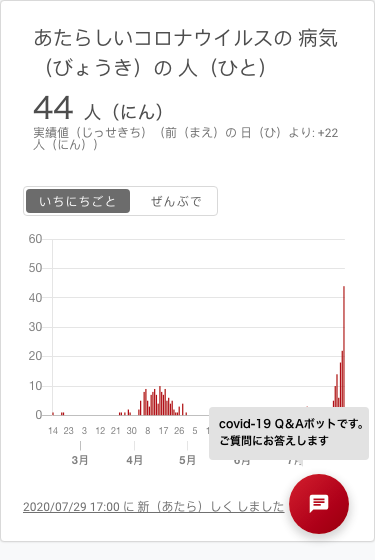 あたらしいコロナウイルスの 病気
（びょうき）の 人（ひと）
44 人（にん）
実績値（じっせきち）（前（まえ）の 日（ひ）より: +22
人（にん））
いちにちごと ぜんぶで
60
50
40
30
20
10
0
14 23 3 12 21 30 8 17 26 5
3月 4月 5月 6月 7月
covid-19 Q＆Aボットです。
ご質問にお答えします
2020/07/29 17:00 に 新（あたら）しく しました